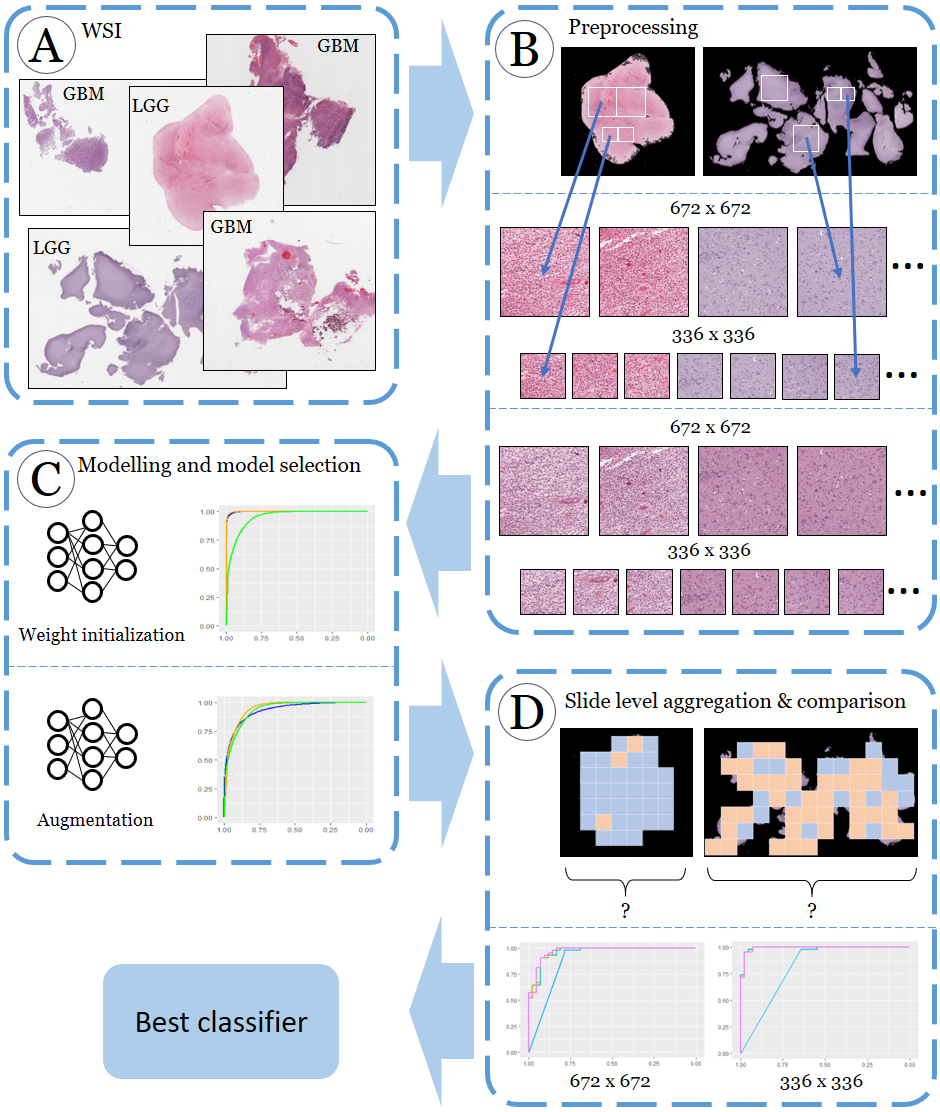 A
WSI
GBM
GBM
LGG
GBM
LGG
B
Preprocessing
672 x 672
...
336 x 336
...
672 x 672
...
336 x 336
...
C
Modelling and model selection
1.00
0.75
0.50
0.25
0.00
1.00 0.75 0.50 0.25 0.00
Weight initialization
1.00
0.75
0.50
0.25
0.00
1.00 0.75 0.50 0.25 0.00
Augmentation
D
Slide level aggregation & comparison
? ?
1.00
0.75
0.50
0.25
0.00
1.00 0.75 0.50 0.25 0.00
672 x 672
1.00
0.75
0.50
0.25
0.00
1.00 0.75 0.50 0.25 0.00
336 x 336
Best classifier